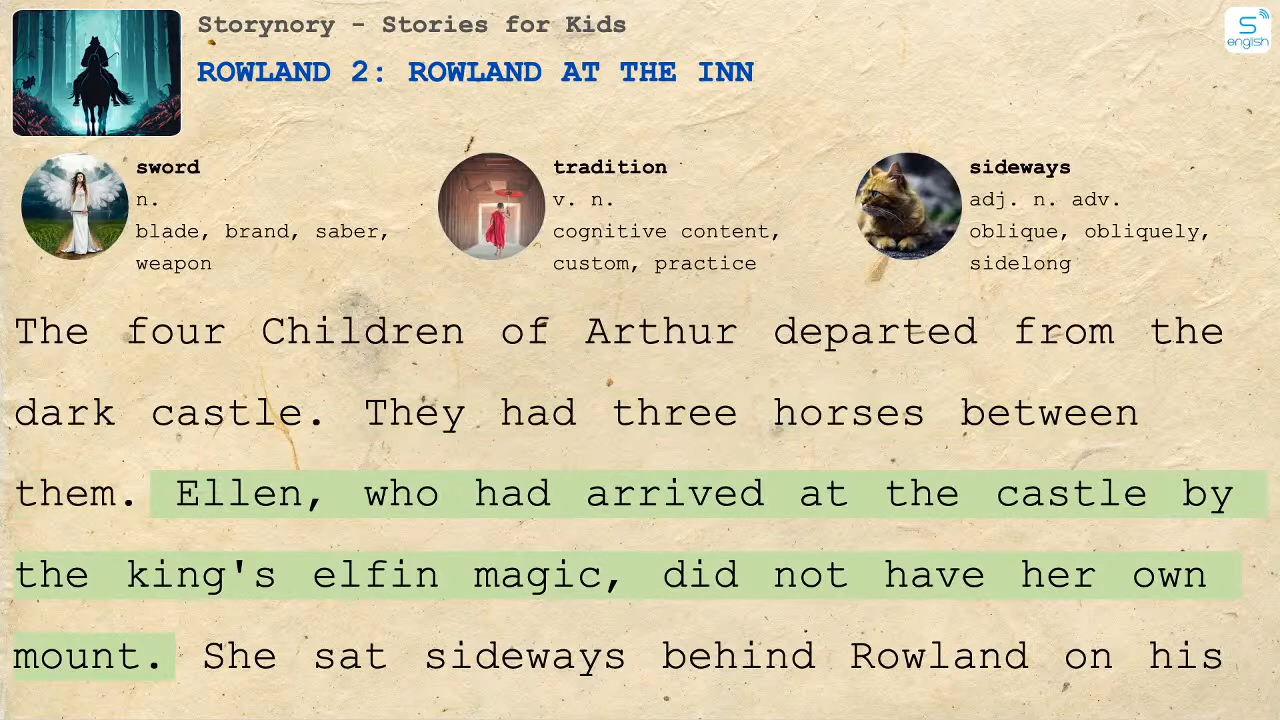 Storynory - Stories for Kids
S
english
ROWLAND 2: ROWLAND AT THE INN
sword
n.
blade, brand, saber,
weapon
tradition
v. n.
cognitive content,
custom, practice
sideways
adj. n. adv.
oblique, obliquely,
sidelong
The four Children of Arthur departed from the
dark castle. They had three horses between
them. Ellen, who had arrived at the castle by
the king's elfin magic, did not have her own
mount. She sat sideways behind Rowland on his